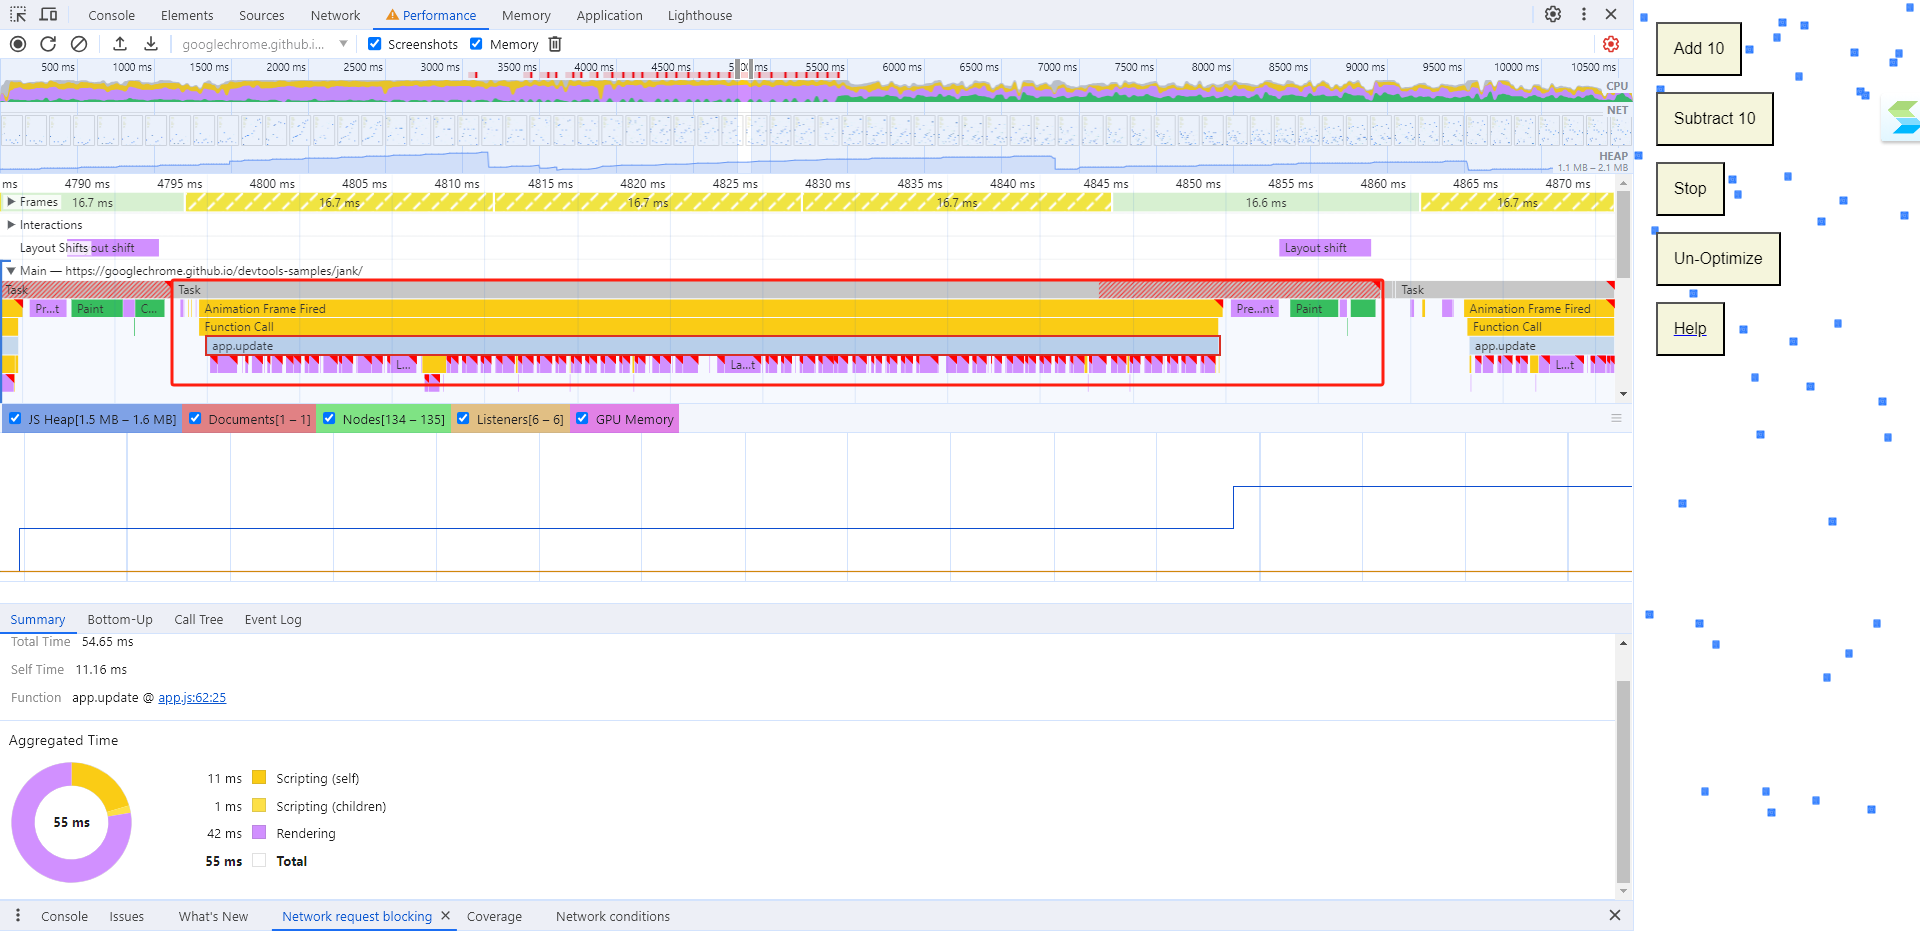 Console Elements Sources Network Performance Memory Application Lighthouse
googlechrome.github.i... Screenshots Memory
500 ms 1000 ms 1500 ms 2000 ms 2500 ms 3000 ms 3500 ms 4000 ms 4500 ms 5500 ms 6000 ms 6500 ms 7000 ms 7500 ms 8000 ms 8500 ms 9000 ms 9500 ms 10000 ms 10500 ms
CPU
NET
HEAP
1.1 MB – 2.1 MB
ms 4790 ms 4795 ms 4800 ms 4805 ms 4810 ms 4815 ms 4820 ms 4825 ms 4830 ms 4835 ms 4840 ms 4845 ms 4850 ms 4855 ms 4860 ms 4865 ms 4870 ms
Frames 16.7 ms 16.7 ms 16.7 ms 16.7 ms 16.6 ms 16.7 ms
Interactions
Layout Shifts out shift Layout shift
Main — https://googlechrome.github.io/devtools-samples/jank/
Task Task Task
Pr...t Paint C... Animation Frame Fired Pre...nt Paint Animation Frame Fired
Function Call Function Call
app.update app.update
L... La...t L...t
JS Heap[1.5 MB – 1.6 MB] Documents[1 – 1] Nodes[134 – 135] Listeners[6 – 6] GPU Memory
Summary Bottom-Up Call Tree Event Log
Total Time 54.65 ms
Self Time 11.16 ms
Function app.update @ app.js:62:25
Aggregated Time
55 ms
11 ms Scripting (self)
1 ms Scripting (children)
42 ms Rendering
55 ms Total
Console Issues What's New Network request blocking Coverage Network conditions
Add 10
Subtract 10
Stop
Un-Optimize
Help